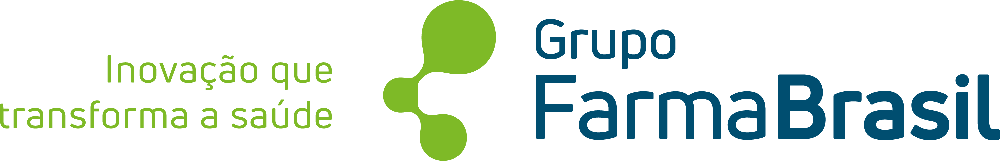 Inovação que
transforma a saúde
Grupo
FarmaBrasil